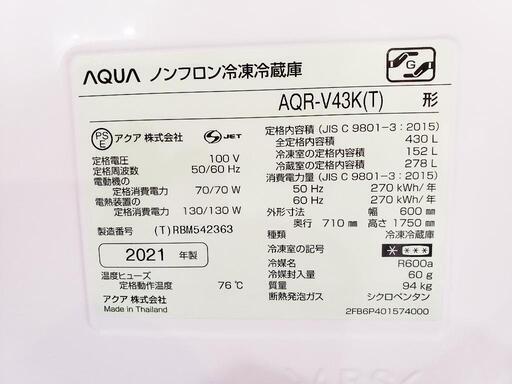 AQUA ノンフロン冷凍冷蔵庫
G
AQR-V43K(T) 形
PS E アクア 株式会社 S JET
定格電圧 100 V
定格周波数 50/60 Hz
電動機の
定格消費電力 70/70 W
電熱装置の
定格消費電力 130/130 W
製造番号 (T)RBM542363
2021 年製
温度ヒューズ
定格動作温度 76℃
アクア 株式会社
Made in Thailand
定格内容積 (JIS C 9801-3:2015)
全定格内容積 430 L
冷凍室の定格内容積 152 L
冷蔵室の定格内容積 278 L
消費電力量 (JIS C 9801-3:2015)
50 Hz 270 kWh/年
60 Hz 270 kWh/年
外形寸法 幅 600 mm
奥行 710 mm 高さ 1750 mm
種類 冷凍冷蔵庫
冷凍室の記号 ＊***
冷媒名 R600a
冷媒封入量 60 g
質量 94 kg
断熱発泡ガス シクロペンタン
2FB6P401574000